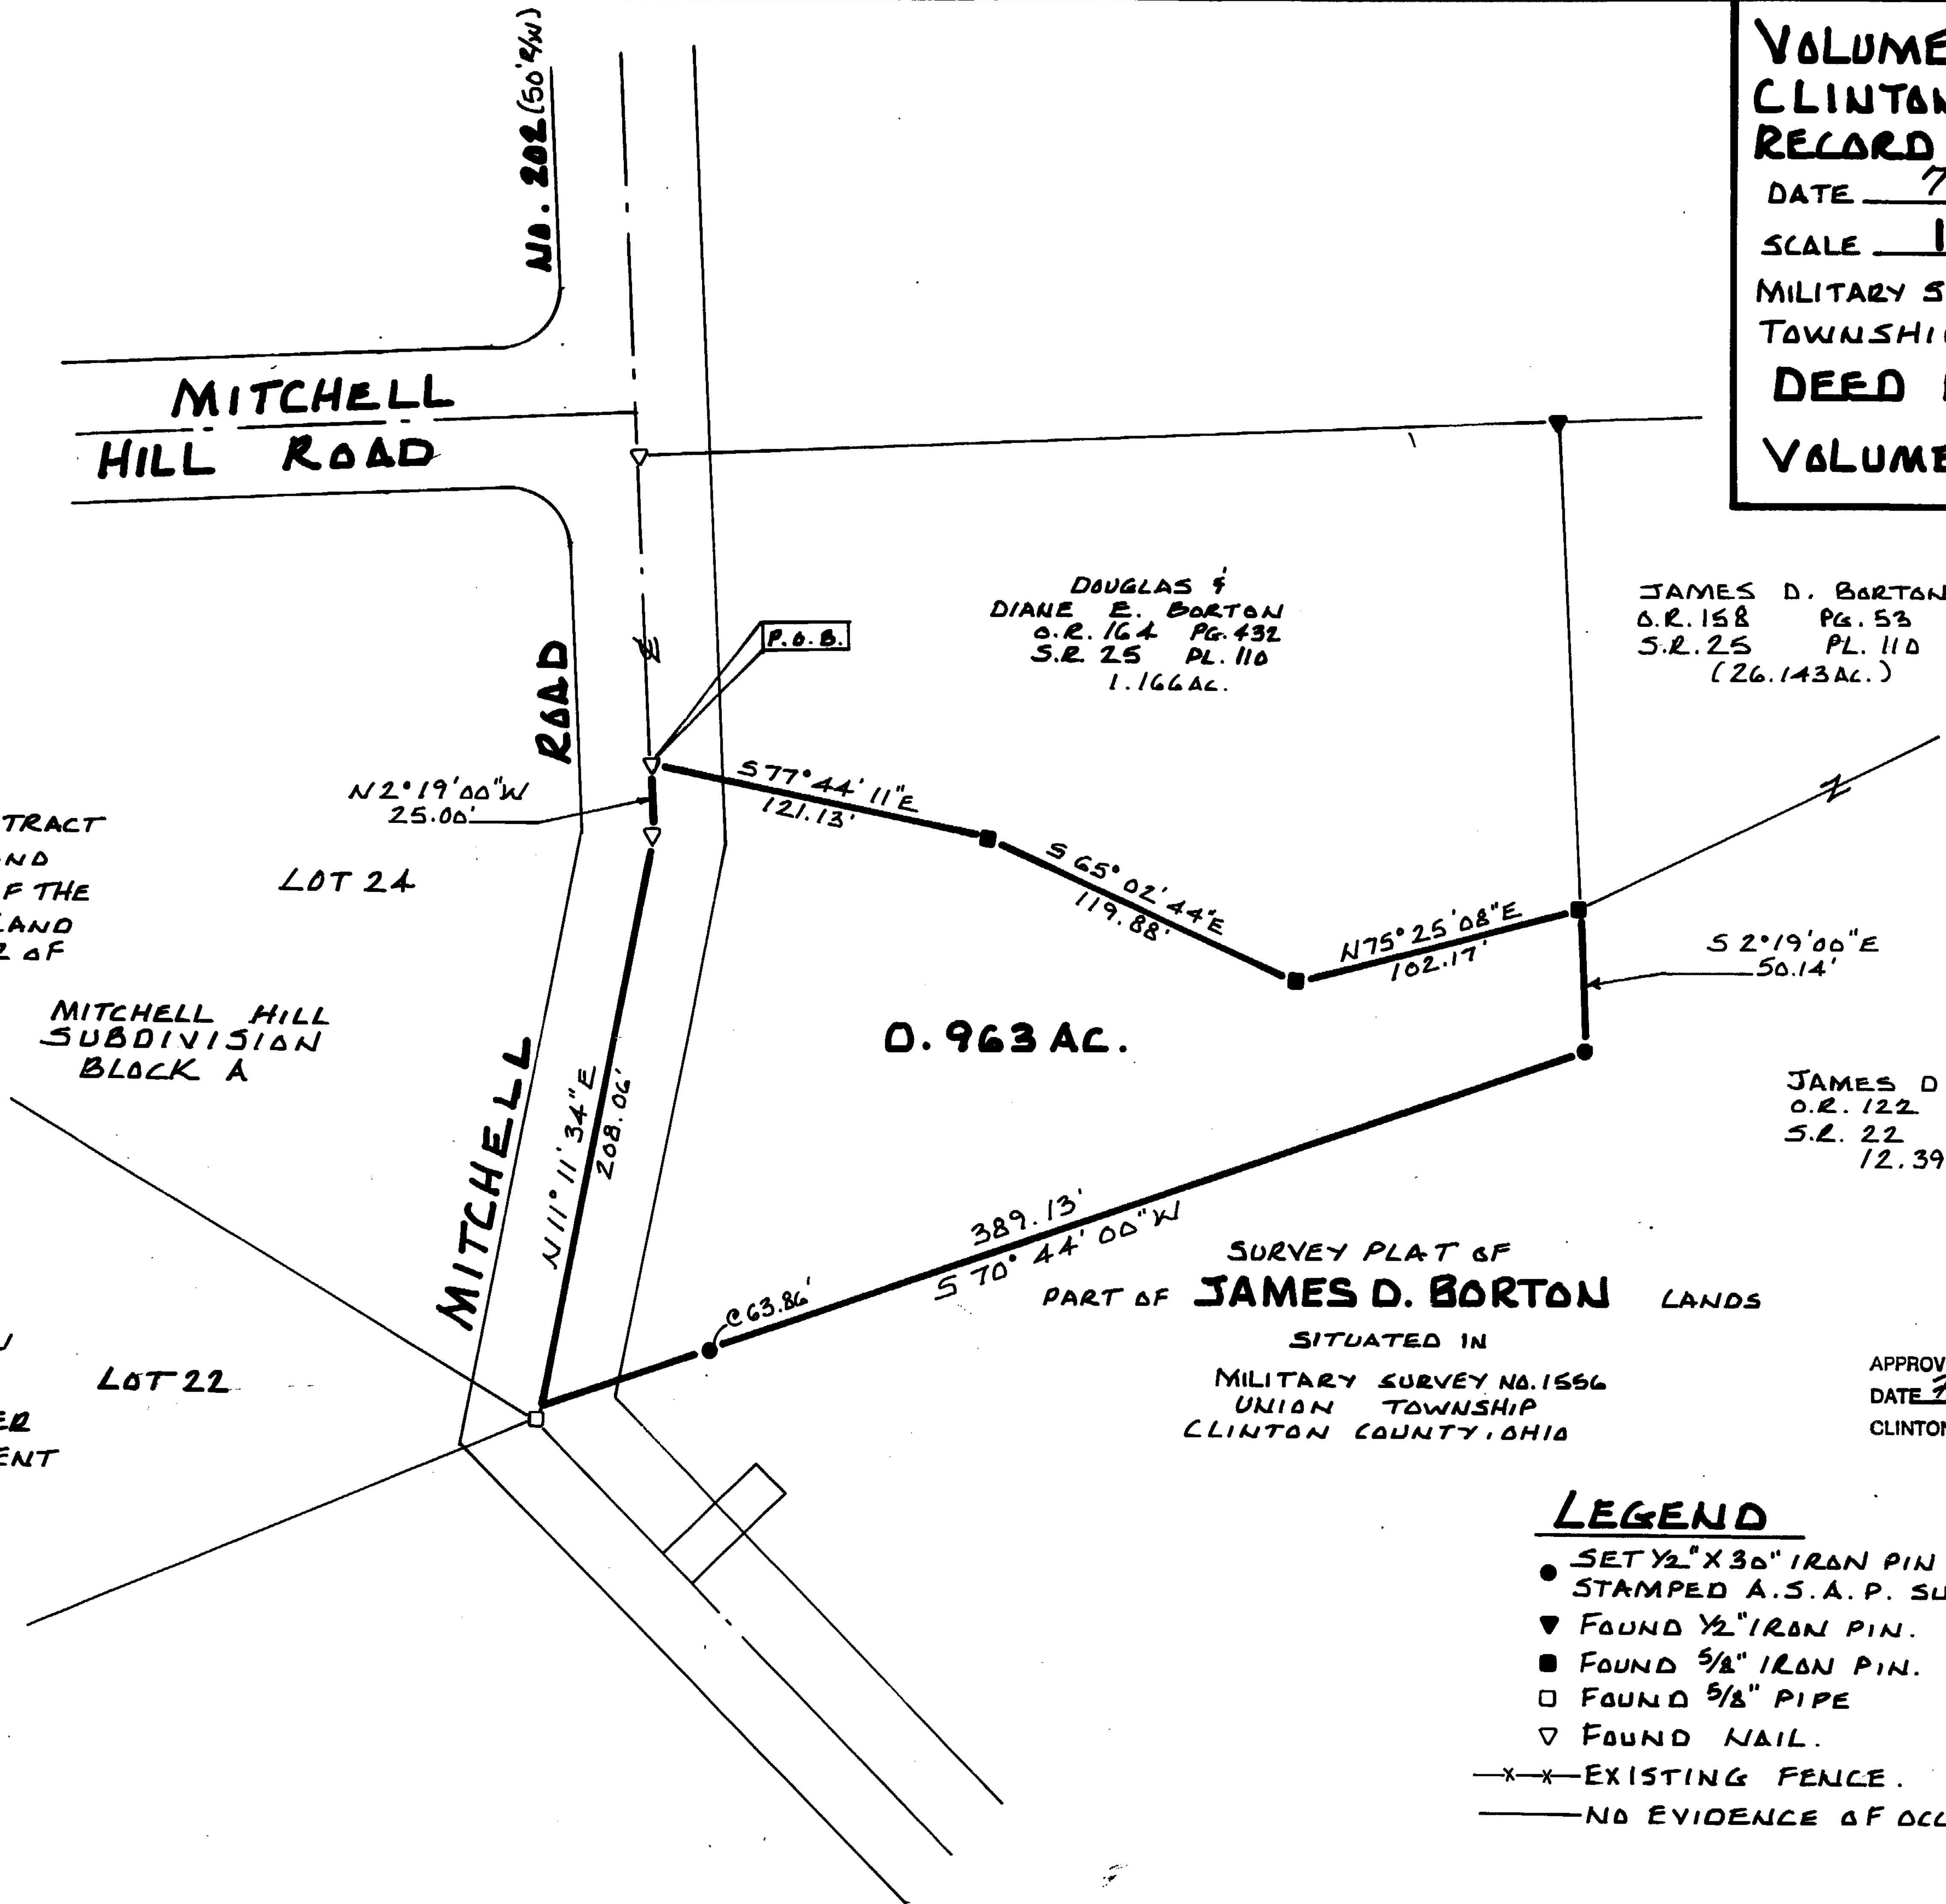 NO. 202 (50' R/W)
VOLUME
CLINTON
RECORD
DATE 7
SCALE 1
MILITARY S
TOWNSHI
DEED
VOLUME
MITCHELL
HILL ROAD
ROAD
P.O.B.
DOUGLAS &
DIANE E. BORTON
O.R. 164 PG. 432
S.R. 25 PL. 110
1.166 AC.
JAMES D. BORTON
O.R. 158 PG. 53
S.R. 25 PL. 110
(26.143 AC.)
N 2° 19' 00" W
25.00'
S 77° 44' 11" E
121.13'
S 65° 02' 44" E
119.88'
N 75° 25' 08" E
102.17'
S 2° 19' 00" E
50.14'
TRACT
ND
F THE
LAND
2 OF
LOT 24
MITCHELL HILL
SUBDIVISION
BLOCK A
0.963 AC.
MITCHELL
N 11° 11' 34" E
208.06'
JAMES D
O.R. 122
S.R. 22
12.39
389.13'
S 70° 44' 00" W
@ 63.86'
SURVEY PLAT OF
PART OF JAMES D. BORTON LANDS
SITUATED IN
MILITARY SURVEY NO. 1556
UNION TOWNSHIP
CLINTON COUNTY, OHIO
LOT 22
ER
ENT
APPROV
DATE
CLINTON
LEGEND
SET 1/2" X 30" IRON PIN
STAMPED A.S.A.P. SU
FOUND 1/2" IRON PIN.
FOUND 5/8" IRON PIN.
FOUND 5/8" PIPE
FOUND NAIL.
—x—x— EXISTING FENCE.
NO EVIDENCE OF OCC